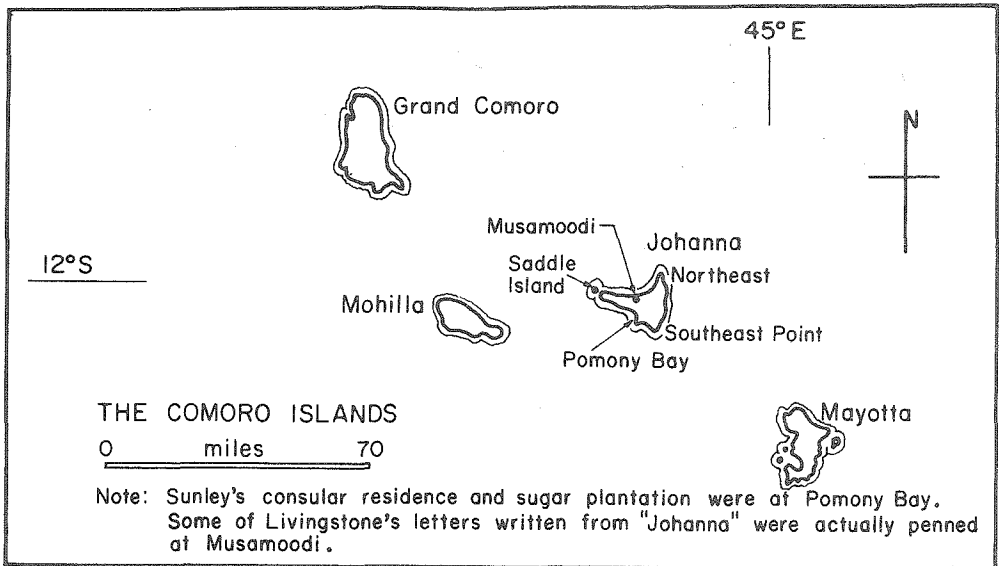 45° E
Grand Comoro
N
Musamoodi
Johanna
12°S
Saddle
Island
Northeast
Mohilla
Southeast Point
Pomony Bay
THE COMORO ISLANDS
Mayotta
0 miles 70
Note: Sunley's consular residence and sugar plantation were at Pomony Bay.
Some of Livingstone's letters written from "Johanna" were actually penned
at Musamoodi.